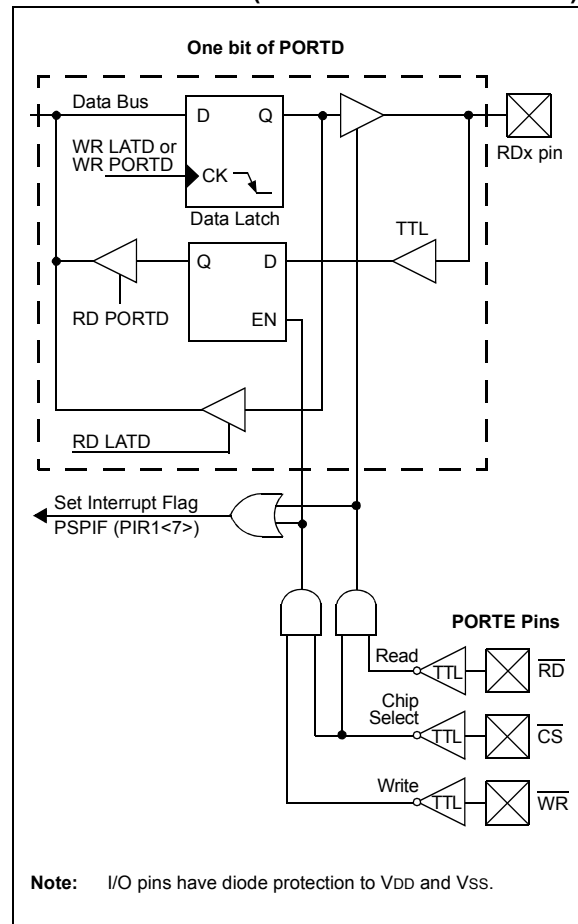 One bit of PORTD
Data Bus
D Q
WR LATD or
WR PORTD
CK
Data Latch
RDx pin
TTL
Q D
EN
RD PORTD
RD LATD
Set Interrupt Flag
PSPIF (PIR1<7>)
PORTE Pins
Read
TTL
RD
Chip
Select
TTL
CS
Write
TTL
WR
Note: I/O pins have diode protection to VDD and VSS.